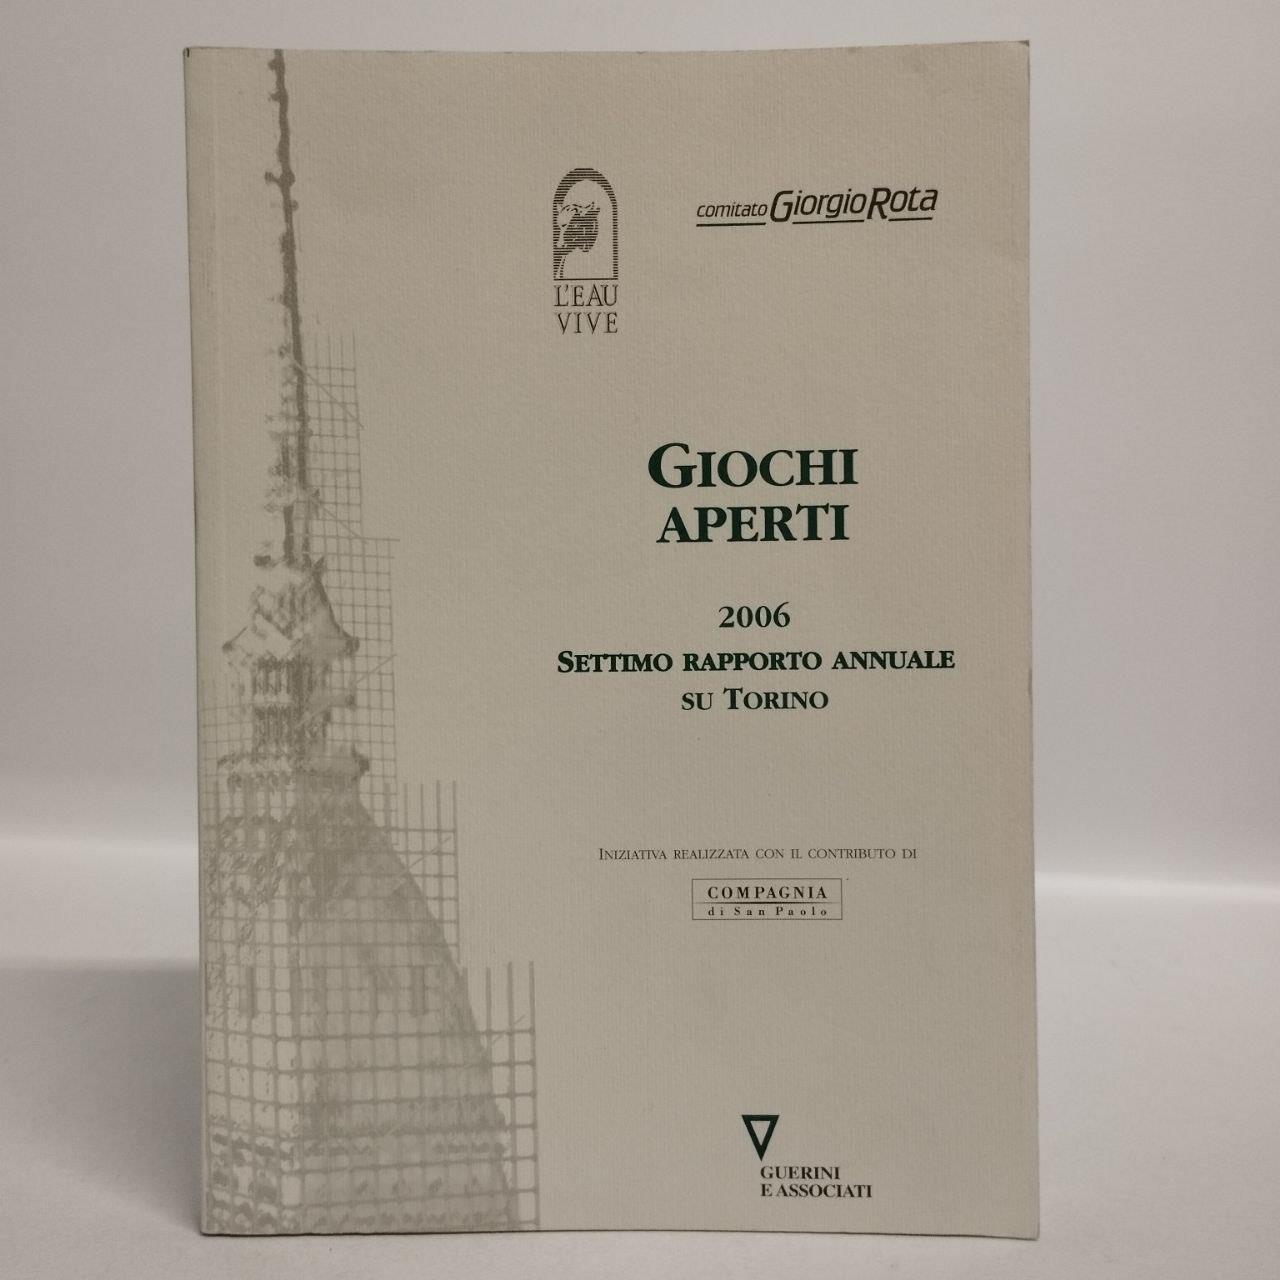 L'EAU
VIVE
comitato GiorgioRota
GIOCHI
APERTI
2006
SETTIMO RAPPORTO ANNUALE
SU TORINO
INIZIATIVA REALIZZATA CON IL CONTRIBUTO DI
COMPAGNIA
di San Paolo
GUERINI
E ASSOCIATI